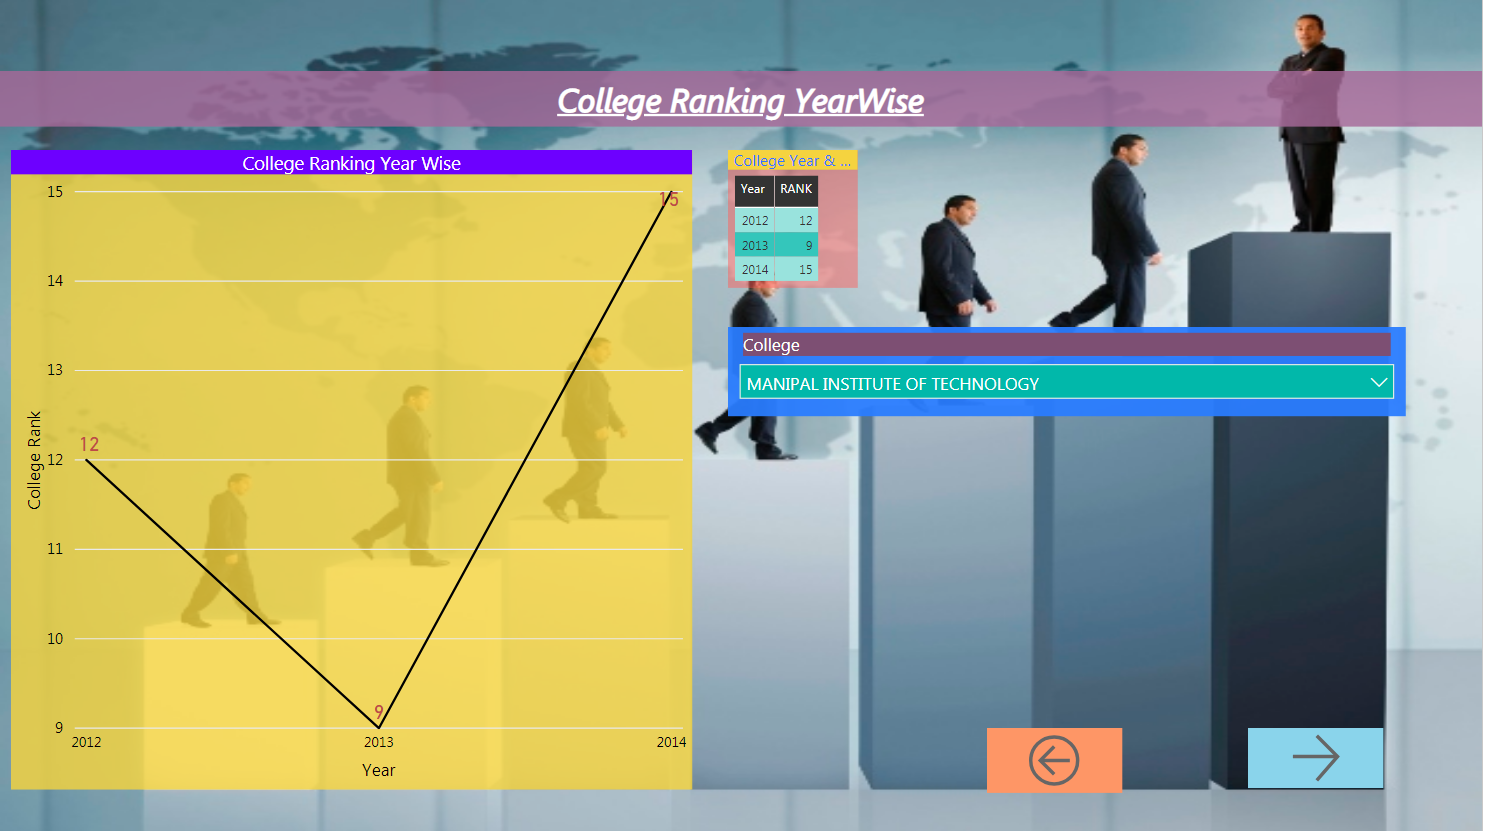 College Ranking YearWise
College Ranking Year Wise
15
14
13
12
11
10
9
College Rank
12
9
15
2012 2013 2014
Year
College Year & ...
Year RANK
2012 12
2013 9
2014 15
College
MANIPAL INSTITUTE OF TECHNOLOGY